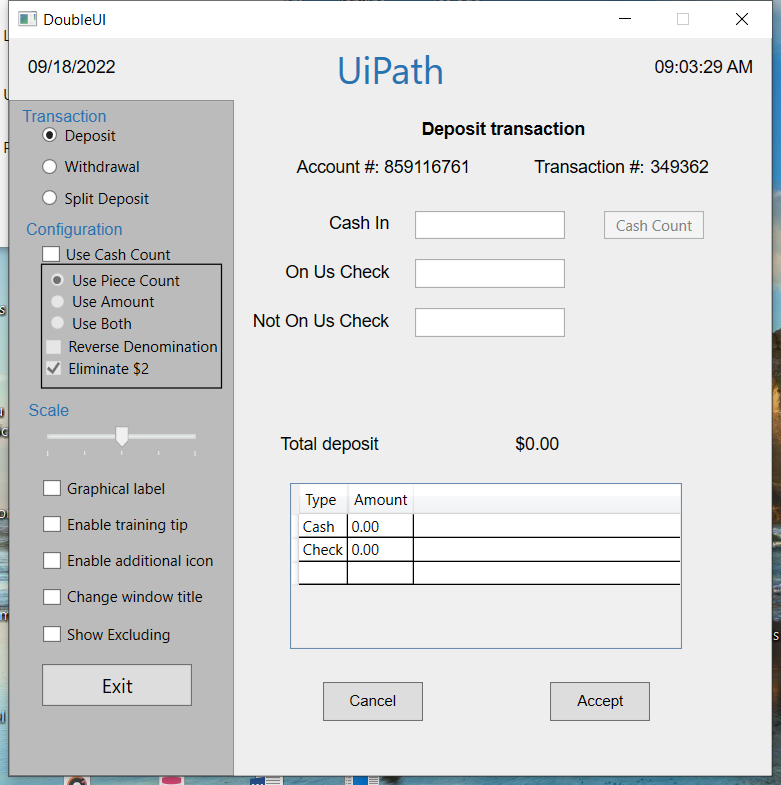 DoubleUI
09/18/2022
UiPath
09:03:29 AM
Transaction
Deposit
Withdrawal
Split Deposit
Configuration
Use Cash Count
Use Piece Count
Use Amount
Use Both
Reverse Denomination
Eliminate $2
Scale
Graphical label
Enable training tip
Enable additional icon
Change window title
Show Excluding
Exit
Deposit transaction
Account #: 859116761 Transaction #: 349362
Cash In
Cash Count
On Us Check
Not On Us Check
Total deposit $0.00
Type Amount
Cash 0.00
Check 0.00
Cancel Accept